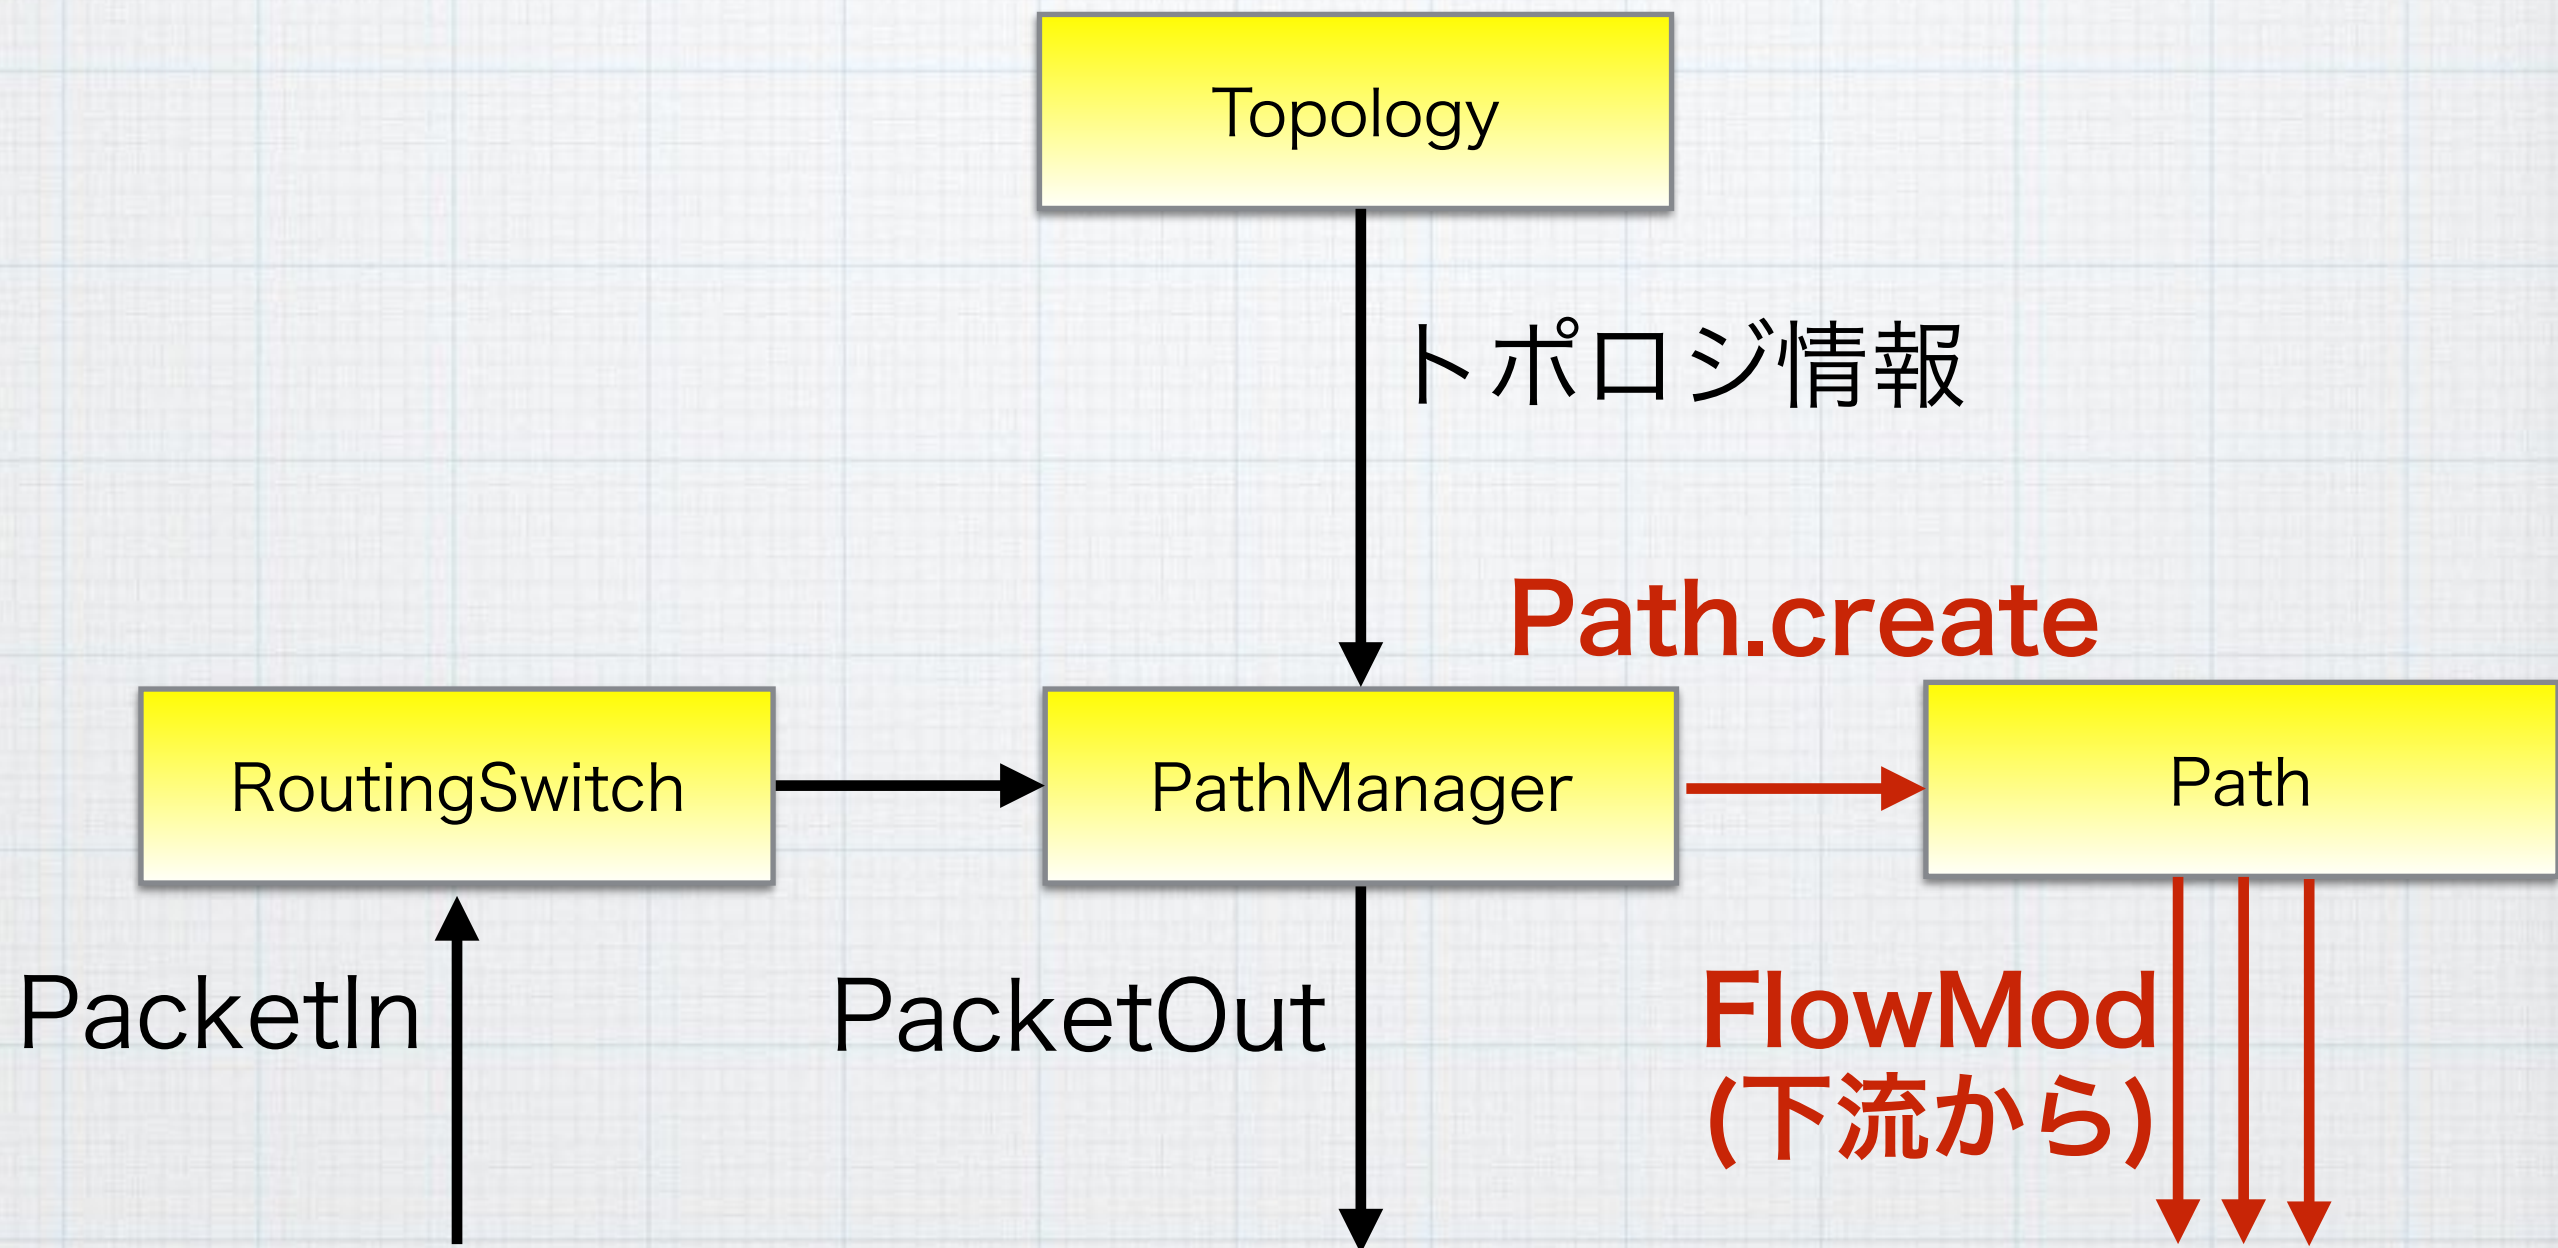 Topology
トポロジ情報
Path.create
RoutingSwitch
PathManager
Path
PacketIn
PacketOut
FlowMod
(下流から)